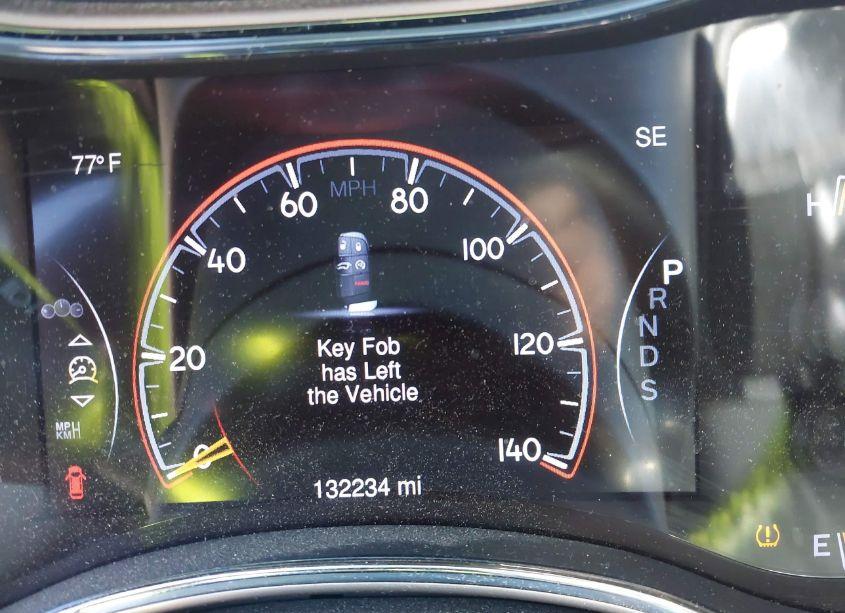 77° F
SE
MPH
0
20
40
60
80
100
120
140
Key Fob
has Left
the Vehicle
132234 mi
P
R
N
D
S
MPH
KM
H
E